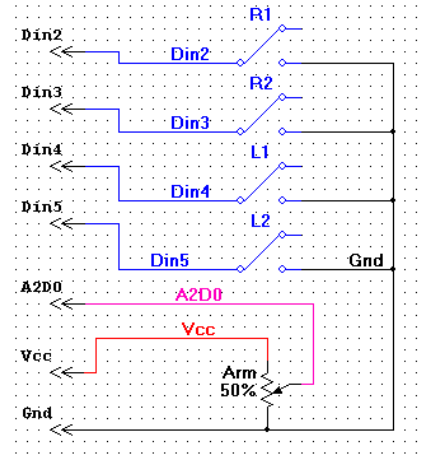 R1
Din2
Din2
R2
Din3
Din3
L1
Din4
Din4
L2
Din5
Din5
Gnd
A2D0
A2D0
Vcc
Vcc
Arm
50%
Gnd